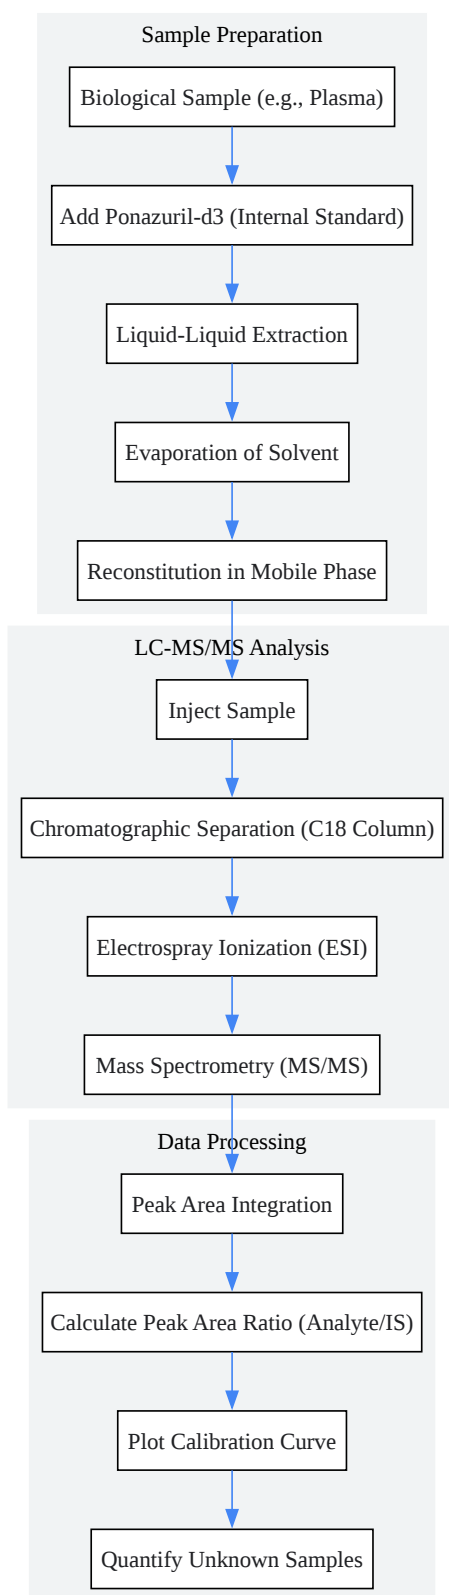 Sample Preparation
Biological Sample (e.g., Plasma)
Add Ponazuril-d3 (Internal Standard)
Liquid-Liquid Extraction
Evaporation of Solvent
Reconstitution in Mobile Phase
LC-MS/MS Analysis
Inject Sample
Chromatographic Separation (C18 Column)
Electrospray Ionization (ESI)
Mass Spectrometry (MS/MS)
Data Processing
Peak Area Integration
Calculate Peak Area Ratio (Analyte/IS)
Plot Calibration Curve
Quantify Unknown Samples